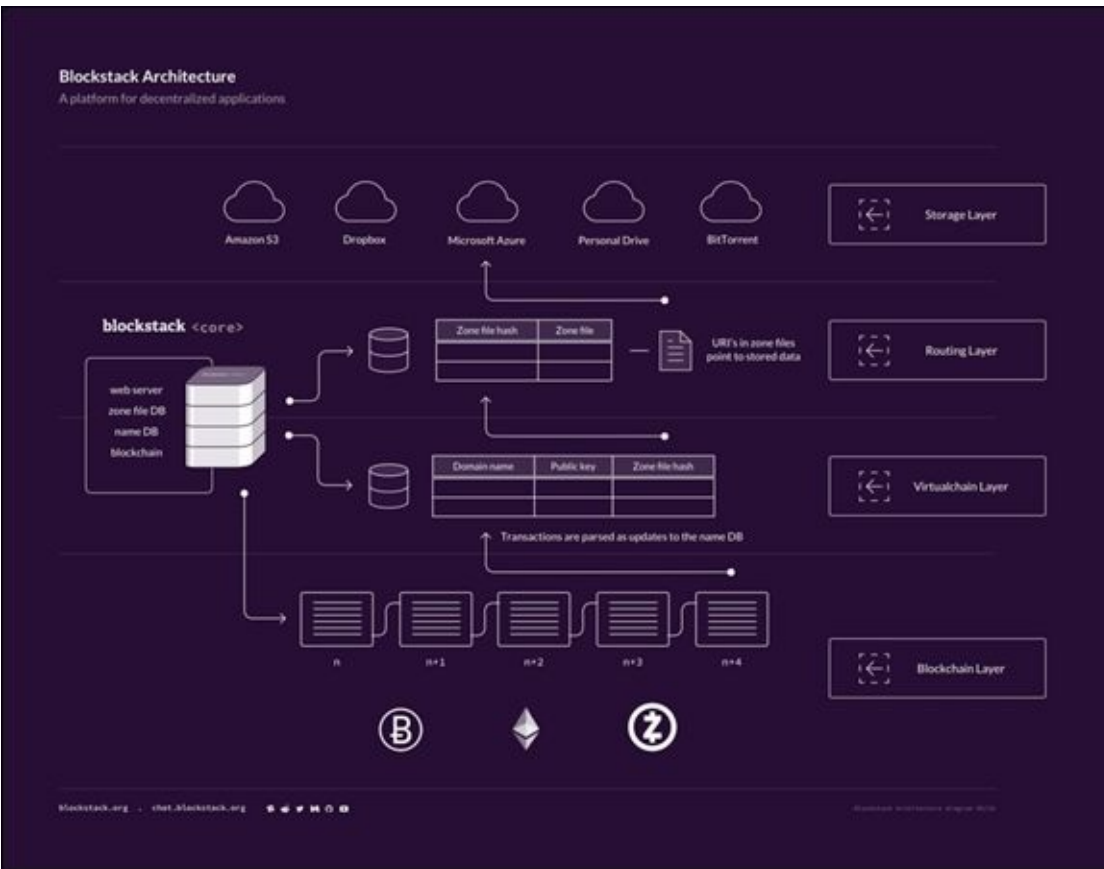 Blockstack Architecture
A platform for decentralized applications
Amazon S3
Dropbox
Microsoft Azure
Personal Drive
BitTorrent
Storage Layer
blockstack <core>
web server
zone file DB
name DB
blockchain
Zone file hash
Zone file
URI's in zone files
point to stored data
Routing Layer
Domain name
Public key
Zone file hash
Virtualchain Layer
Transactions are parsed as updates to the name DB
n
n+1
n+2
n+3
n+4
Blockchain Layer
blockstack.org . chat.blockstack.org